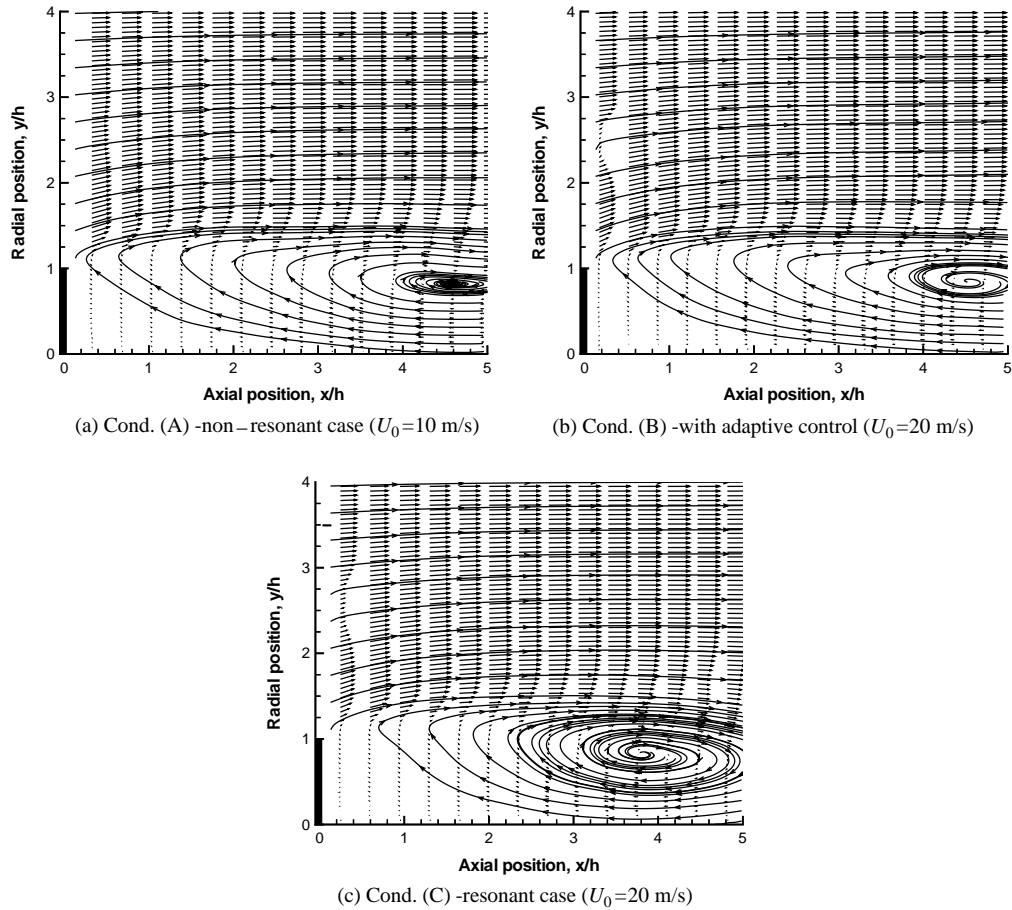 4
3
2
1
0
Radial position, y/h
0 1 2 3 4 5
Axial position, x/h
(a) Cond. (A) -non−resonant case (U0=10 m/s)
4
3
2
1
0
Radial position, y/h
0 1 2 3 4 5
Axial position, x/h
(b) Cond. (B) -with adaptive control (U0=20 m/s)
4
3
2
1
0
Radial position, y/h
0 1 2 3 4 5
Axial position, x/h
(c) Cond. (C) -resonant case (U0=20 m/s)